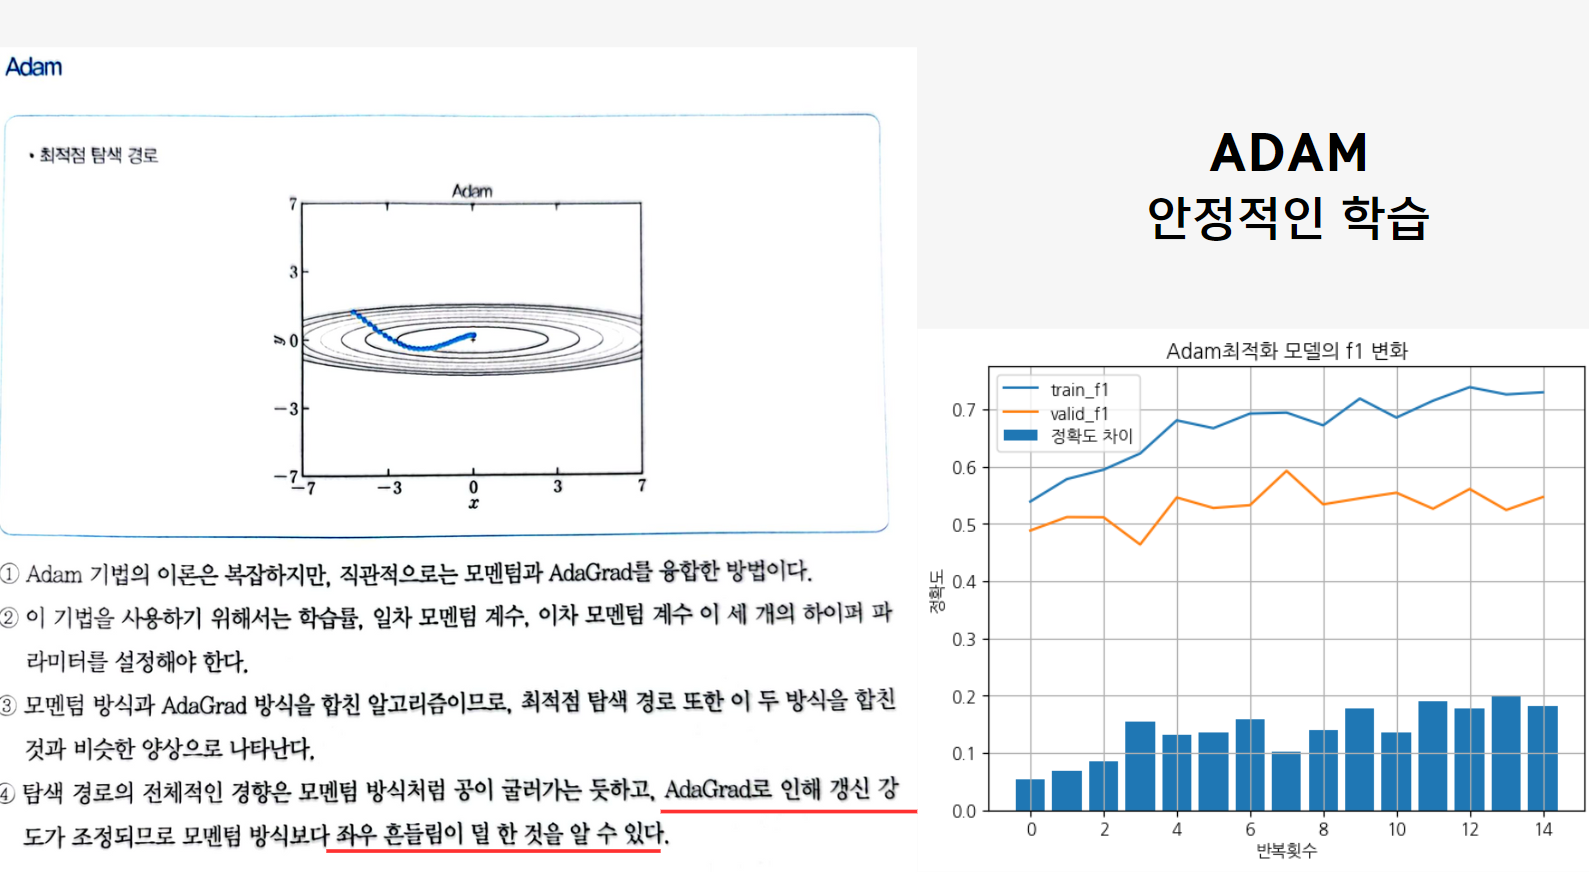 Adam
• 최적점 탐색 경로
Adam
7
3
0
−3
−7
y
−7
−3
0
3
7
x
① Adam 기법의 이론은 복잡하지만, 직관적으로는 모멘텀과 AdaGrad를 융합한 방법이다.
② 이 기법을 사용하기 위해서는 학습률, 일차 모멘텀 계수, 이차 모멘텀 계수 이 세 개의 하이퍼 파
라미터를 설정해야 한다.
③ 모멘텀 방식과 AdaGrad 방식을 합친 알고리즘이므로, 최적점 탐색 경로 또한 이 두 방식을 합친
것과 비슷한 양상으로 나타난다.
④ 탐색 경로의 전체적인 경향은 모멘텀 방식처럼 공이 굴러가는 듯하고, AdaGrad로 인해 갱신 강
도가 조정되므로 모멘텀 방식보다 좌우 흔들림이 덜 한 것을 알 수 있다.
ADAM
안정적인 학습
Adam최적화 모델의 f1 변화
train_f1
valid_f1
정확도 차이
0.7
0.6
0.5
0.4
0.3
0.2
0.1
0.0
정확도
0
2
4
6
8
10
12
14
반복횟수